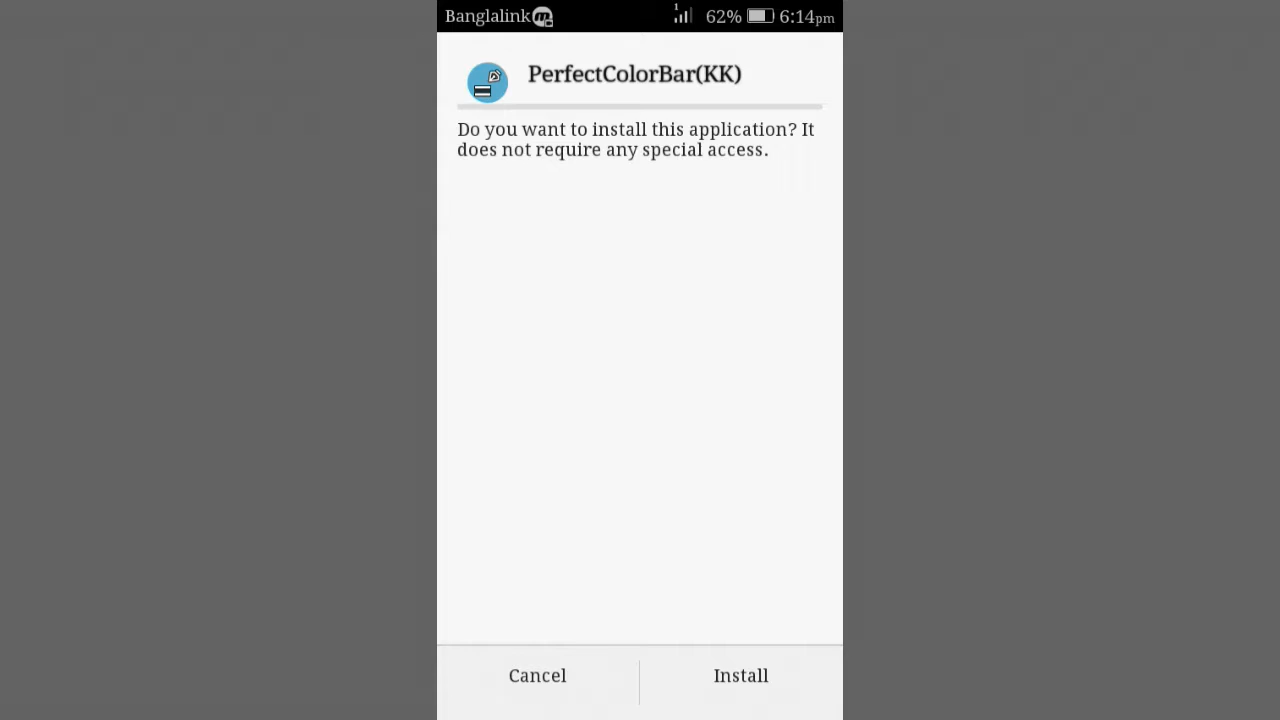 Banglalink 1 62% 6:14pm
PerfectColorBar(KK)
Do you want to install this application? It
does not require any special access.
Cancel Install